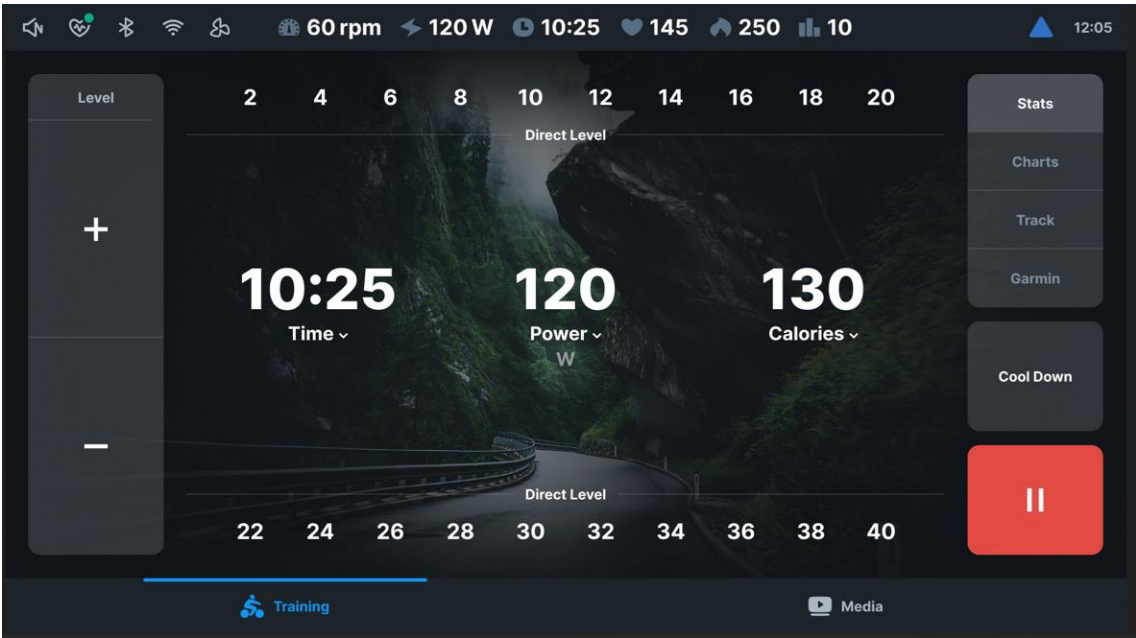 60 rpm 120 W 10:25 145 250 10 12:05
Level
2 4 6 8 10 12 14 16 18 20
Direct Level
Stats
Charts
Track
Garmin
10:25 120 130
Time Power Calories
W
Cool Down
Direct Level
22 24 26 28 30 32 34 36 38 40
Training Media